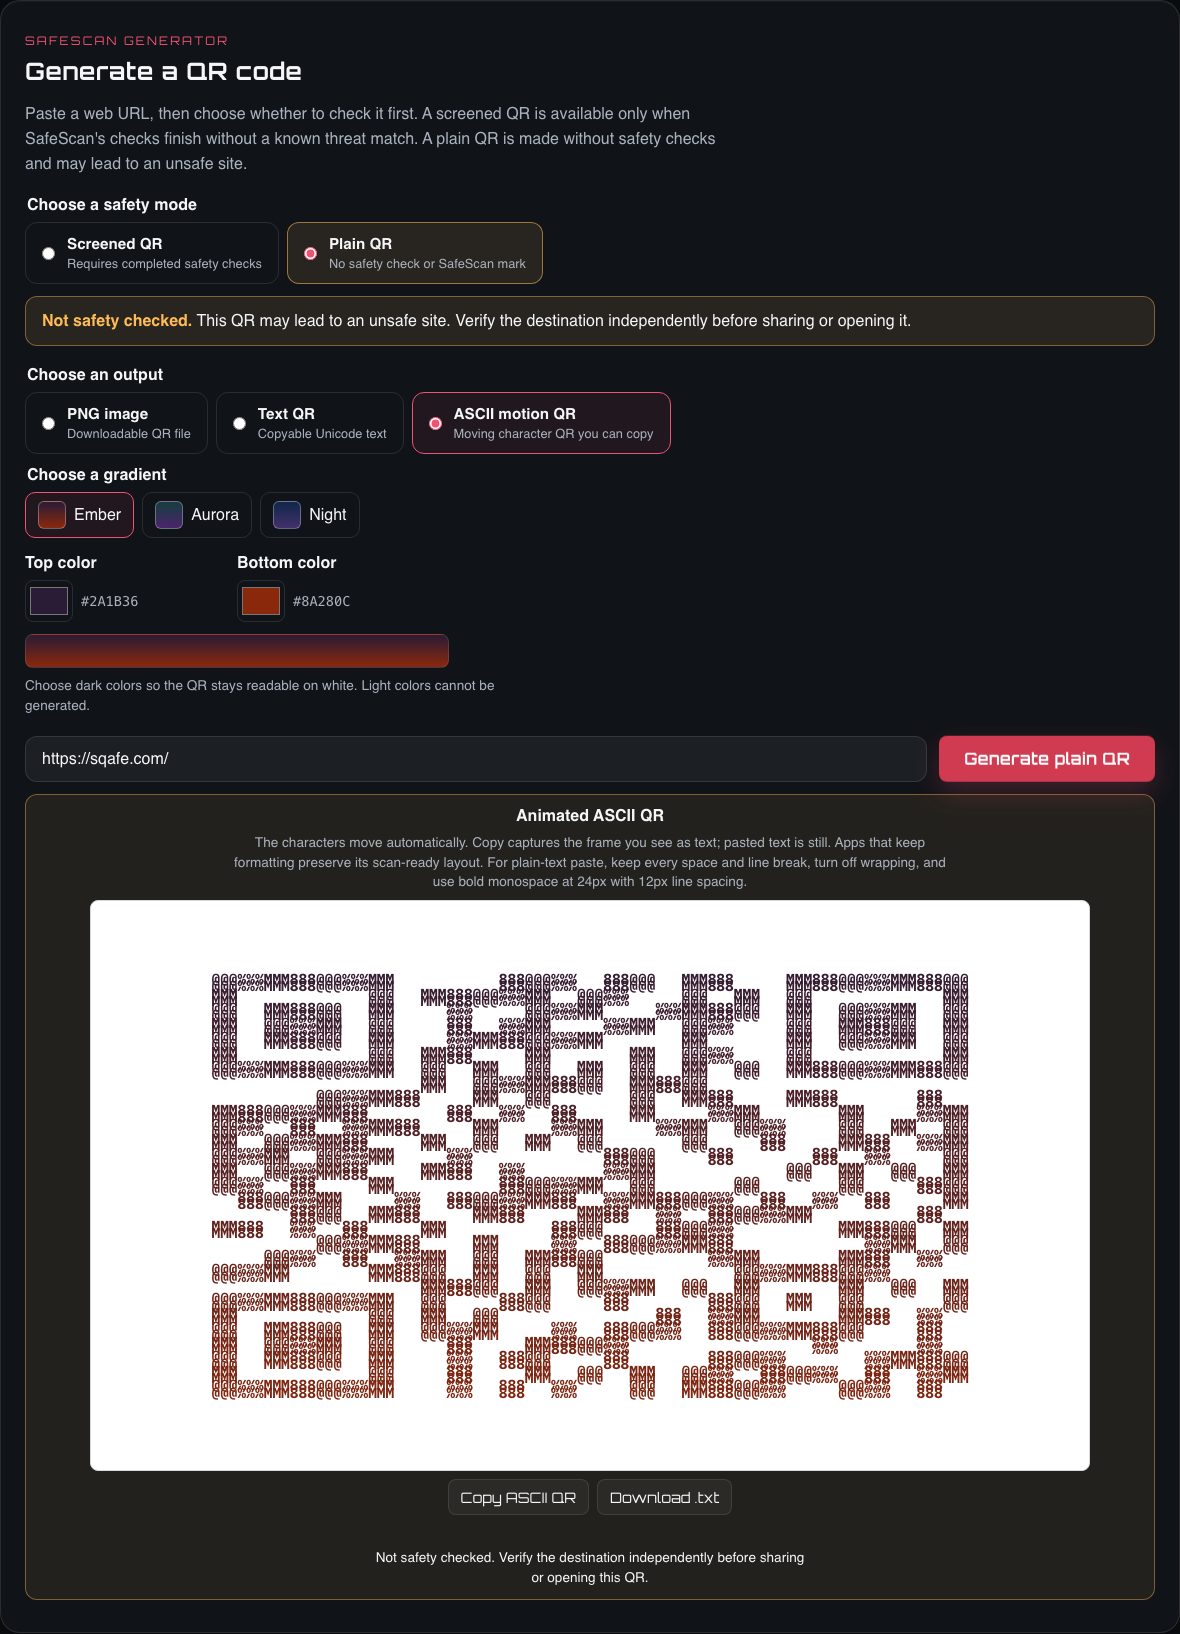 SAFESCAN GENERATOR
Generate a QR code
Paste a web URL, then choose whether to check it first. A screened QR is available only when
SafeScan's checks finish without a known threat match. A plain QR is made without safety checks
and may lead to an unsafe site.
Choose a safety mode
Screened QR
Requires completed safety checks
Plain QR
No safety check or SafeScan mark
Not safety checked. This QR may lead to an unsafe site. Verify the destination independently before sharing or opening it.
Choose an output
PNG image
Downloadable QR file
Text QR
Copyable Unicode text
ASCII motion QR
Moving character QR you can copy
Choose a gradient
Ember
Aurora
Night
Top color
Bottom color
#2A1B36
#8A280C
Choose dark colors so the QR stays readable on white. Light colors cannot be
generated.
https://sqafe.com/
Generate plain QR
Animated ASCII QR
The characters move automatically. Copy captures the frame you see as text; pasted text is still. Apps that keep
formatting preserve its scan-ready layout. For plain-text paste, keep every space and line break, turn off wrapping, and
use bold monospace at 24px with 12px line spacing.
Copy ASCII QR
Download .txt
Not safety checked. Verify the destination independently before sharing
or opening this QR.